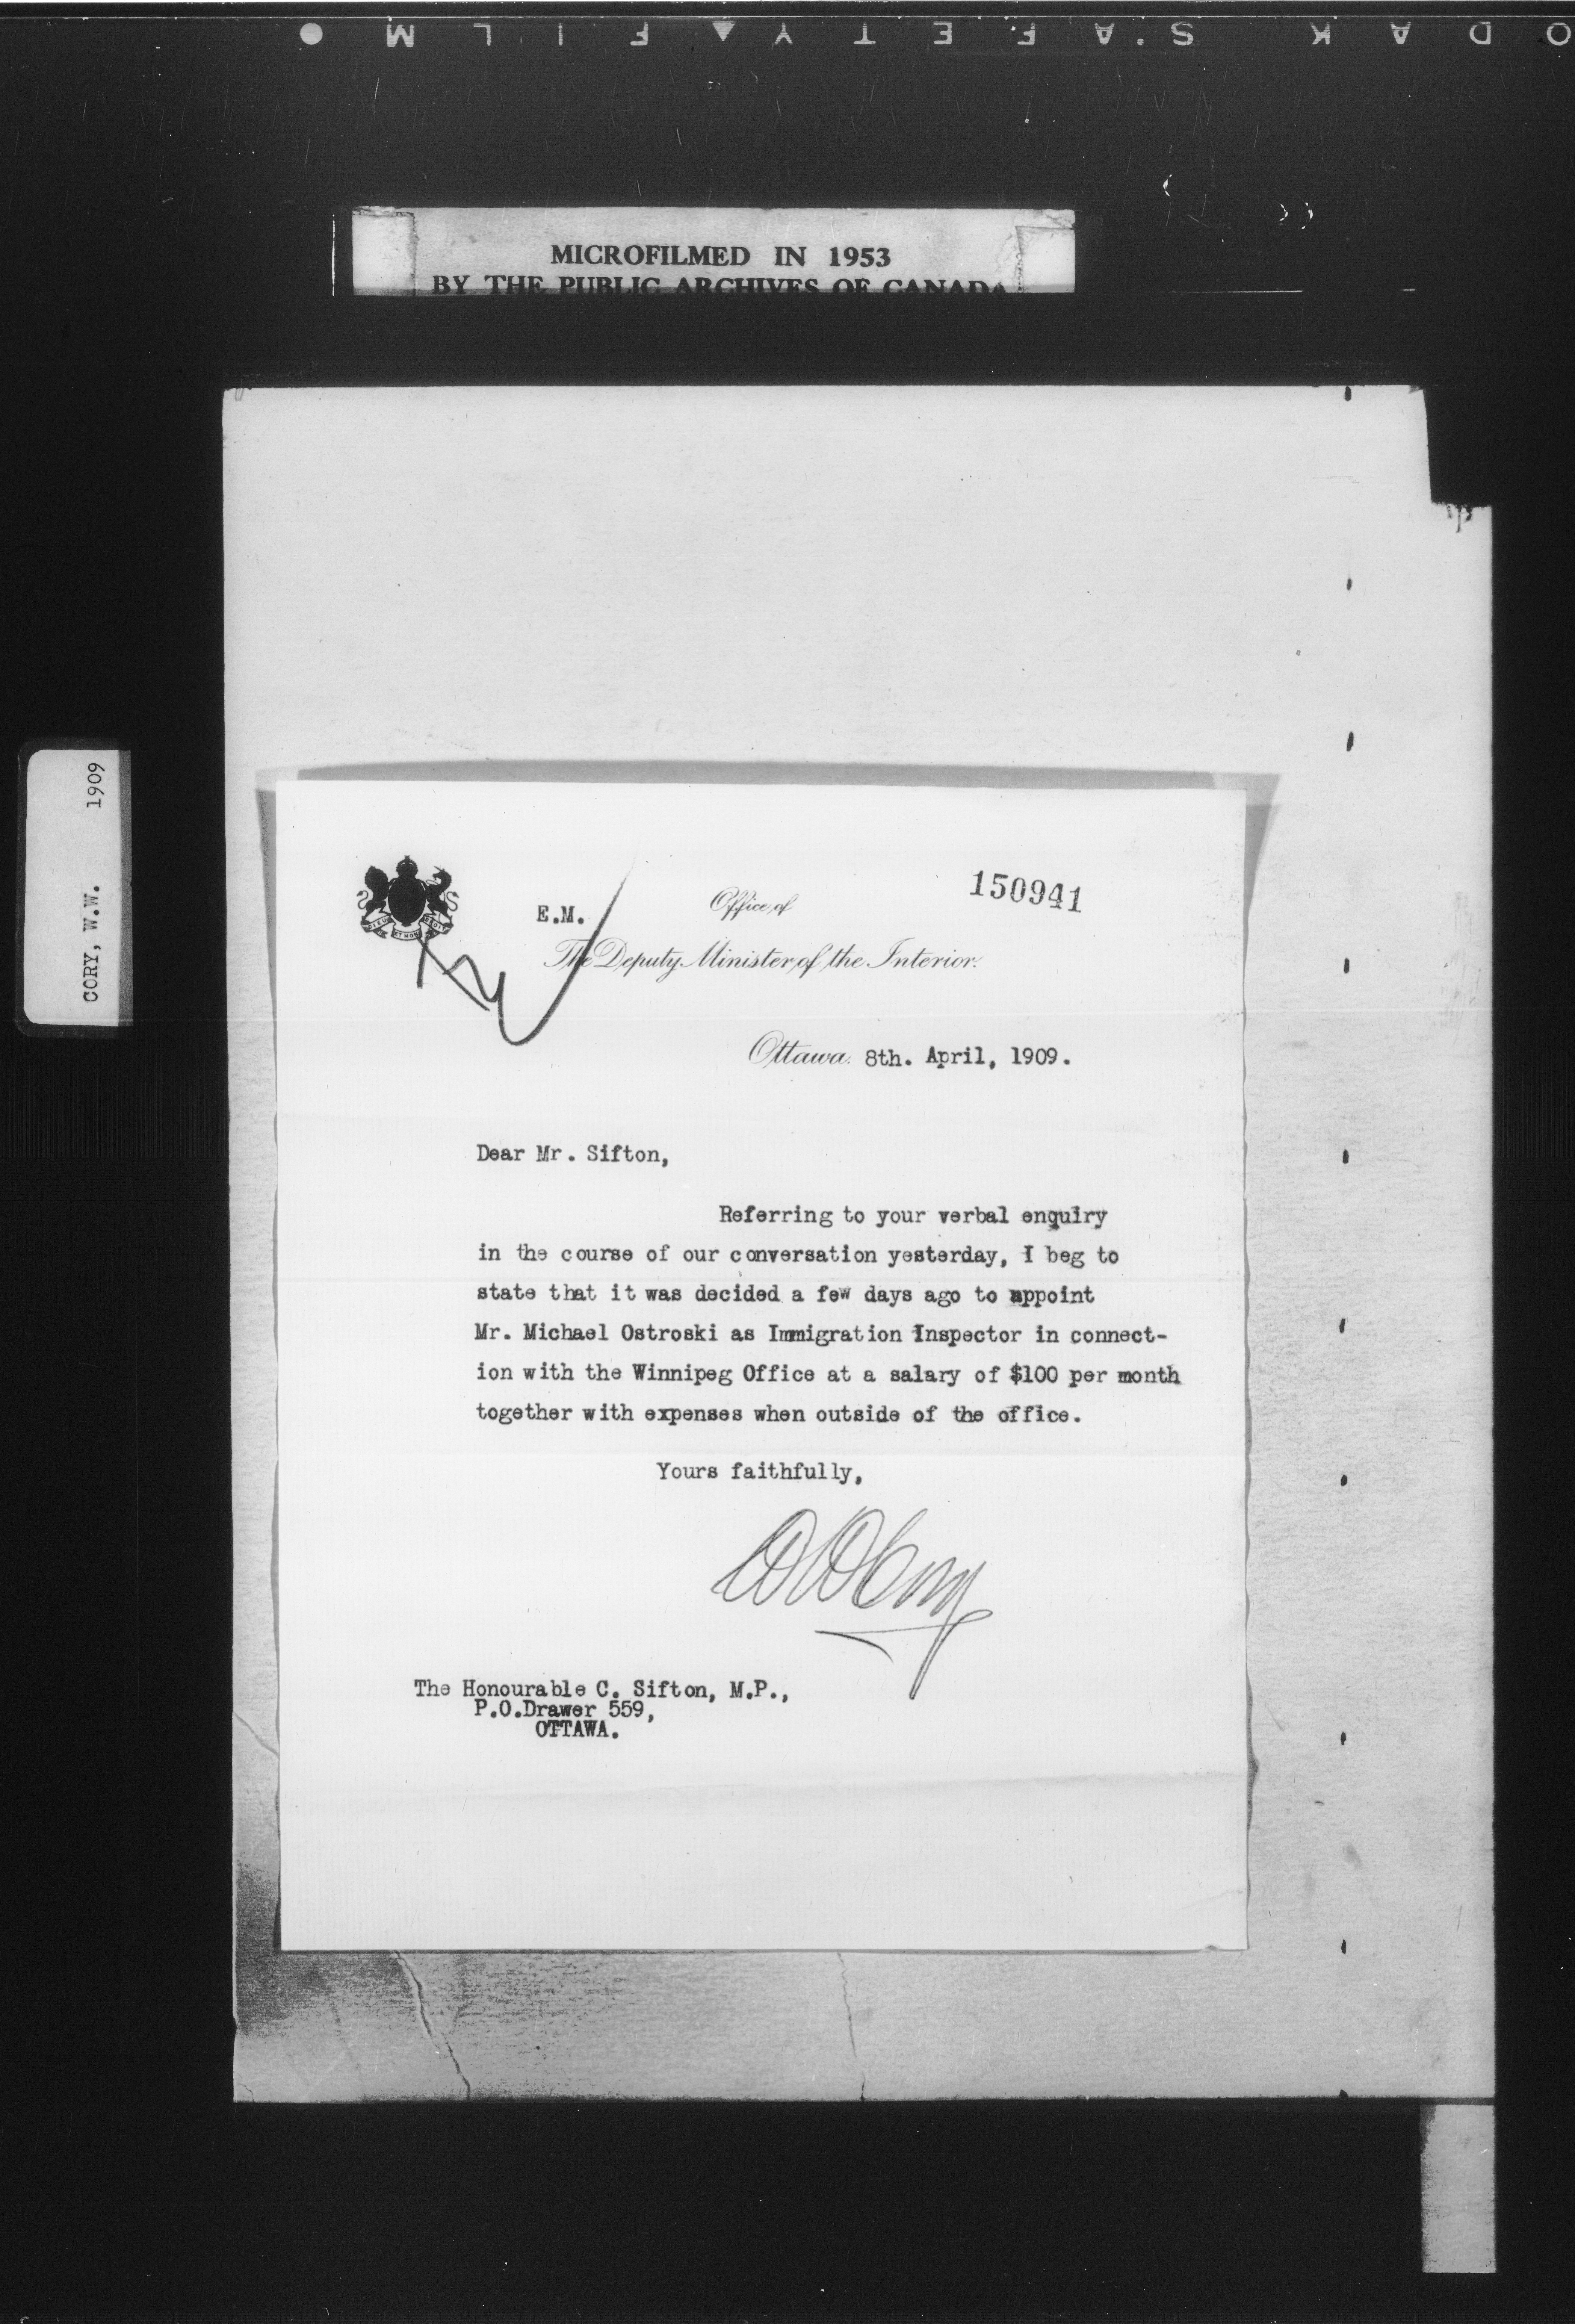 KODAK SAFETY FILM
MICROFILMED IN 1953
BY THE PUBLIC ARCHIVES OF CANADA
CORY, W.W. 1909
150941
E.M.
Office of
The Deputy Minister of the Interior.
Ottawa. 8th. April, 1909.
Dear Mr. Sifton,
Referring to your verbal enquiry
in the course of our conversation yesterday, I beg to
state that it was decided a few days ago to appoint
Mr. Michael Ostroski as Immigration Inspector in connect-
ion with the Winnipeg Office at a salary of $100 per month
together with expenses when outside of the office.
Yours faithfully,
WWCory
The Honourable C. Sifton, M.P.,
P.O.Drawer 559,
OTTAWA.